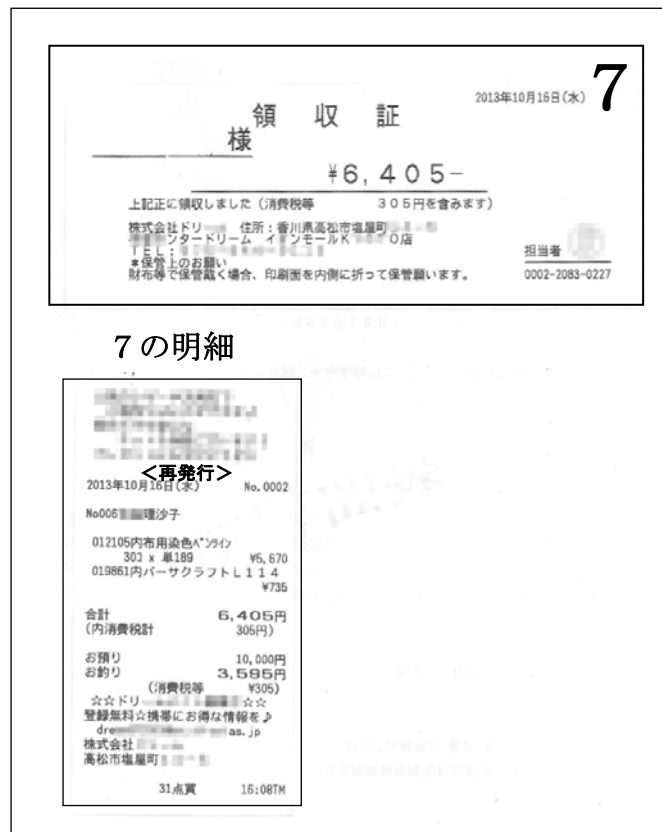 7
2013年10月16日(水)
領 収 証
様
¥6,405−
上記正に領収しました（消費税等 305円を含みます）
株式会社ドリ 住所：香川県高松市塩屋町
ンタードリーム イ ンモールK O店
TEL：
＊保管上のお願い
財布等で保管戴く場合、印刷面を内側に折って保管願います。
担当者
0002-2083-0227
７の明細
＜再発行＞
2013年10月16日(水) No.0002
No006 理沙子
012105内布用染色ﾍﾟﾝﾗｲﾝ
30コ x 単189 ¥5,670
019861内バーサクラフトL114
¥735
合計 6,405円
(内消費税計 305円)
お預り 10,000円
お釣り 3,595円
(消費税等 ¥305)
☆☆ドリ ☆☆
登録無料☆携帯にお得な情報を♪
dre as.jp
株式会社
高松市塩屋町
31点買 16:08TM